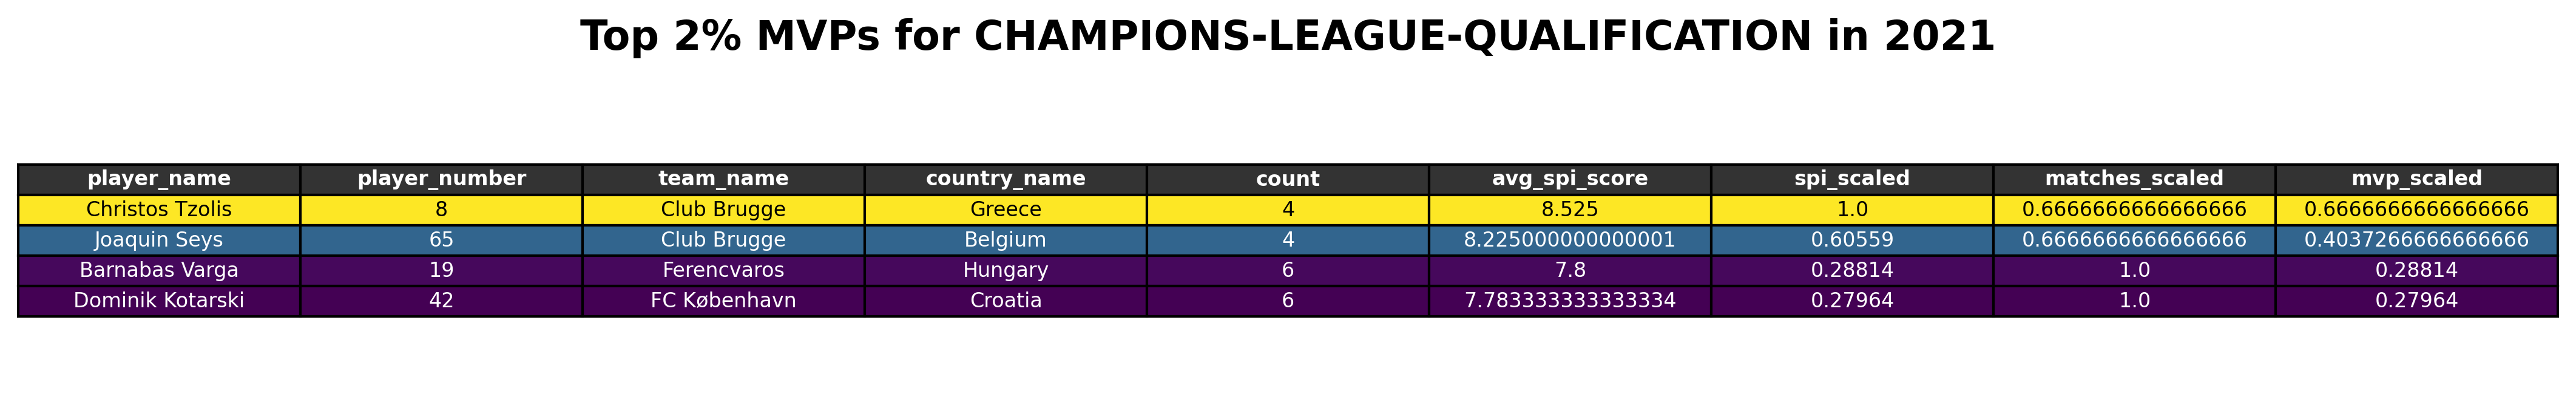 Top 2% MVPs for CHAMPIONS-LEAGUE-QUALIFICATION in 2021
player_name player_number team_name country_name count avg_spi_score spi_scaled matches_scaled mvp_scaled
Christos Tzolis 8 Club Brugge Greece 4 8.525 1.0 0.6666666666666666 0.6666666666666666
Joaquin Seys 65 Club Brugge Belgium 4 8.225000000000001 0.60559 0.6666666666666666 0.4037266666666666
Barnabas Varga 19 Ferencvaros Hungary 6 7.8 0.28814 1.0 0.28814
Dominik Kotarski 42 FC København Croatia 6 7.783333333333334 0.27964 1.0 0.27964